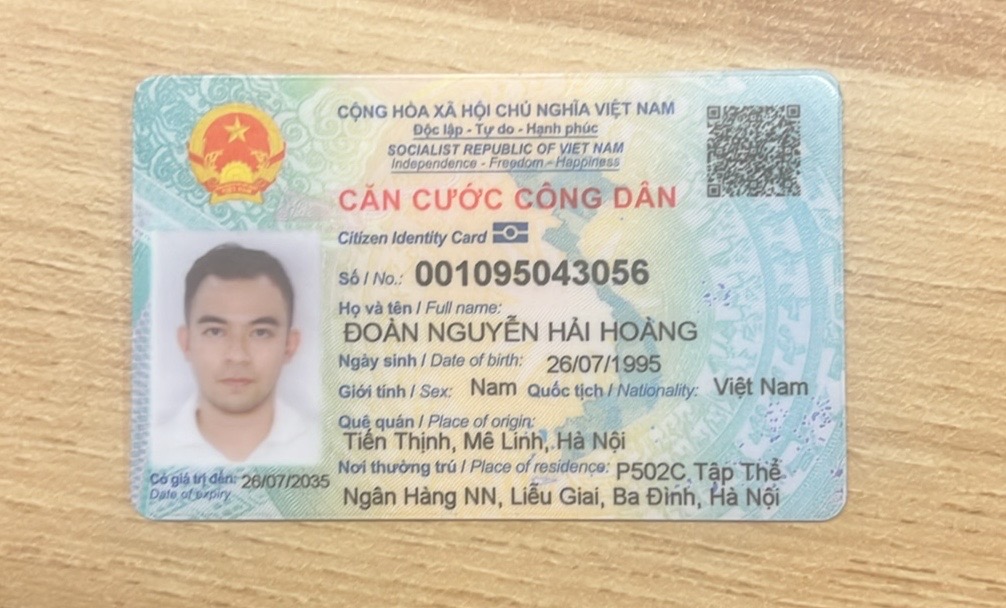 CỘNG HÒA XÃ HỘI CHỦ NGHĨA VIỆT NAM
Độc lập - Tự do - Hạnh phúc
SOCIALIST REPUBLIC OF VIET NAM
Independence - Freedom - Happiness
CĂN CƯỚC CÔNG DÂN
Citizen Identity Card
Số / No.: 001095043056
Họ và tên / Full name:
ĐOÀN NGUYỄN HẢI HOÀNG
Ngày sinh / Date of birth: 26/07/1995
Giới tính / Sex: Nam Quốc tịch / Nationality: Việt Nam
Quê quán / Place of origin:
Tiến Thịnh, Mê Linh, Hà Nội
Nơi thường trú / Place of residence: P502C Tập Thể
Ngân Hàng NN, Liễu Giai, Ba Đình, Hà Nội
Có giá trị đến: 26/07/2035
Date of expiry